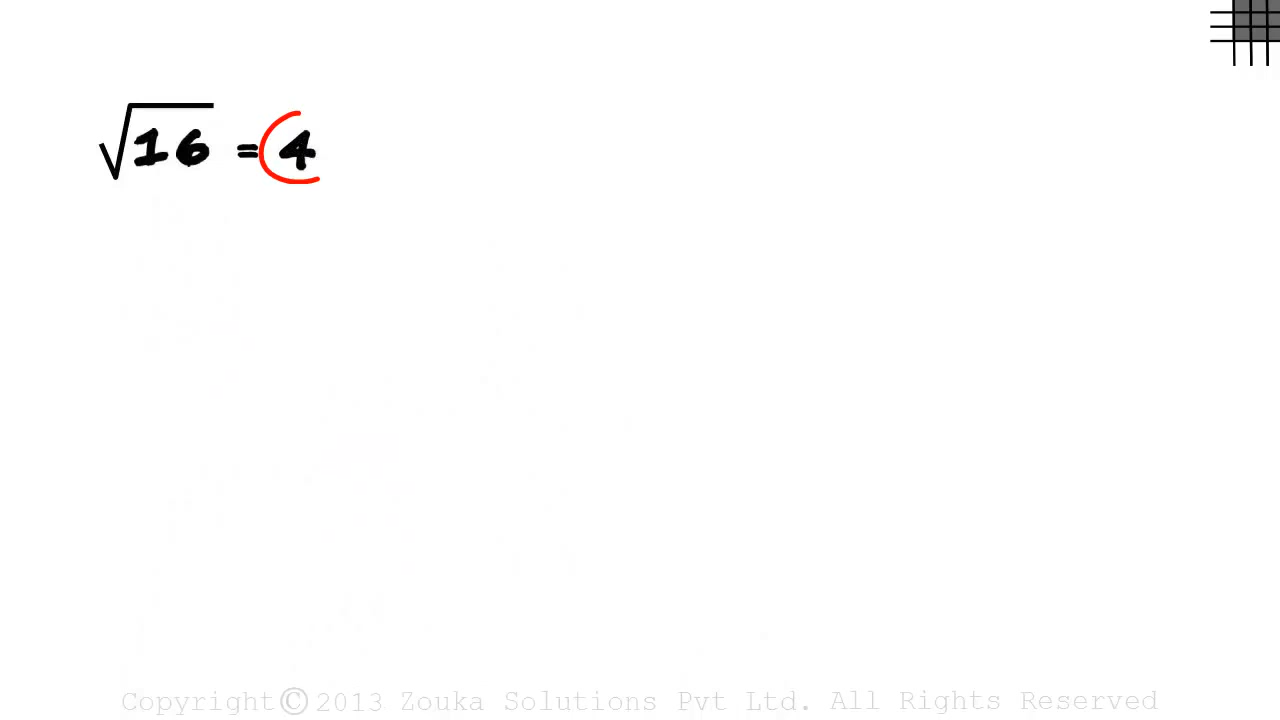 √16 = 4
Copyright © 2013 Zouka Solutions Pvt Ltd. All Rights Reserved